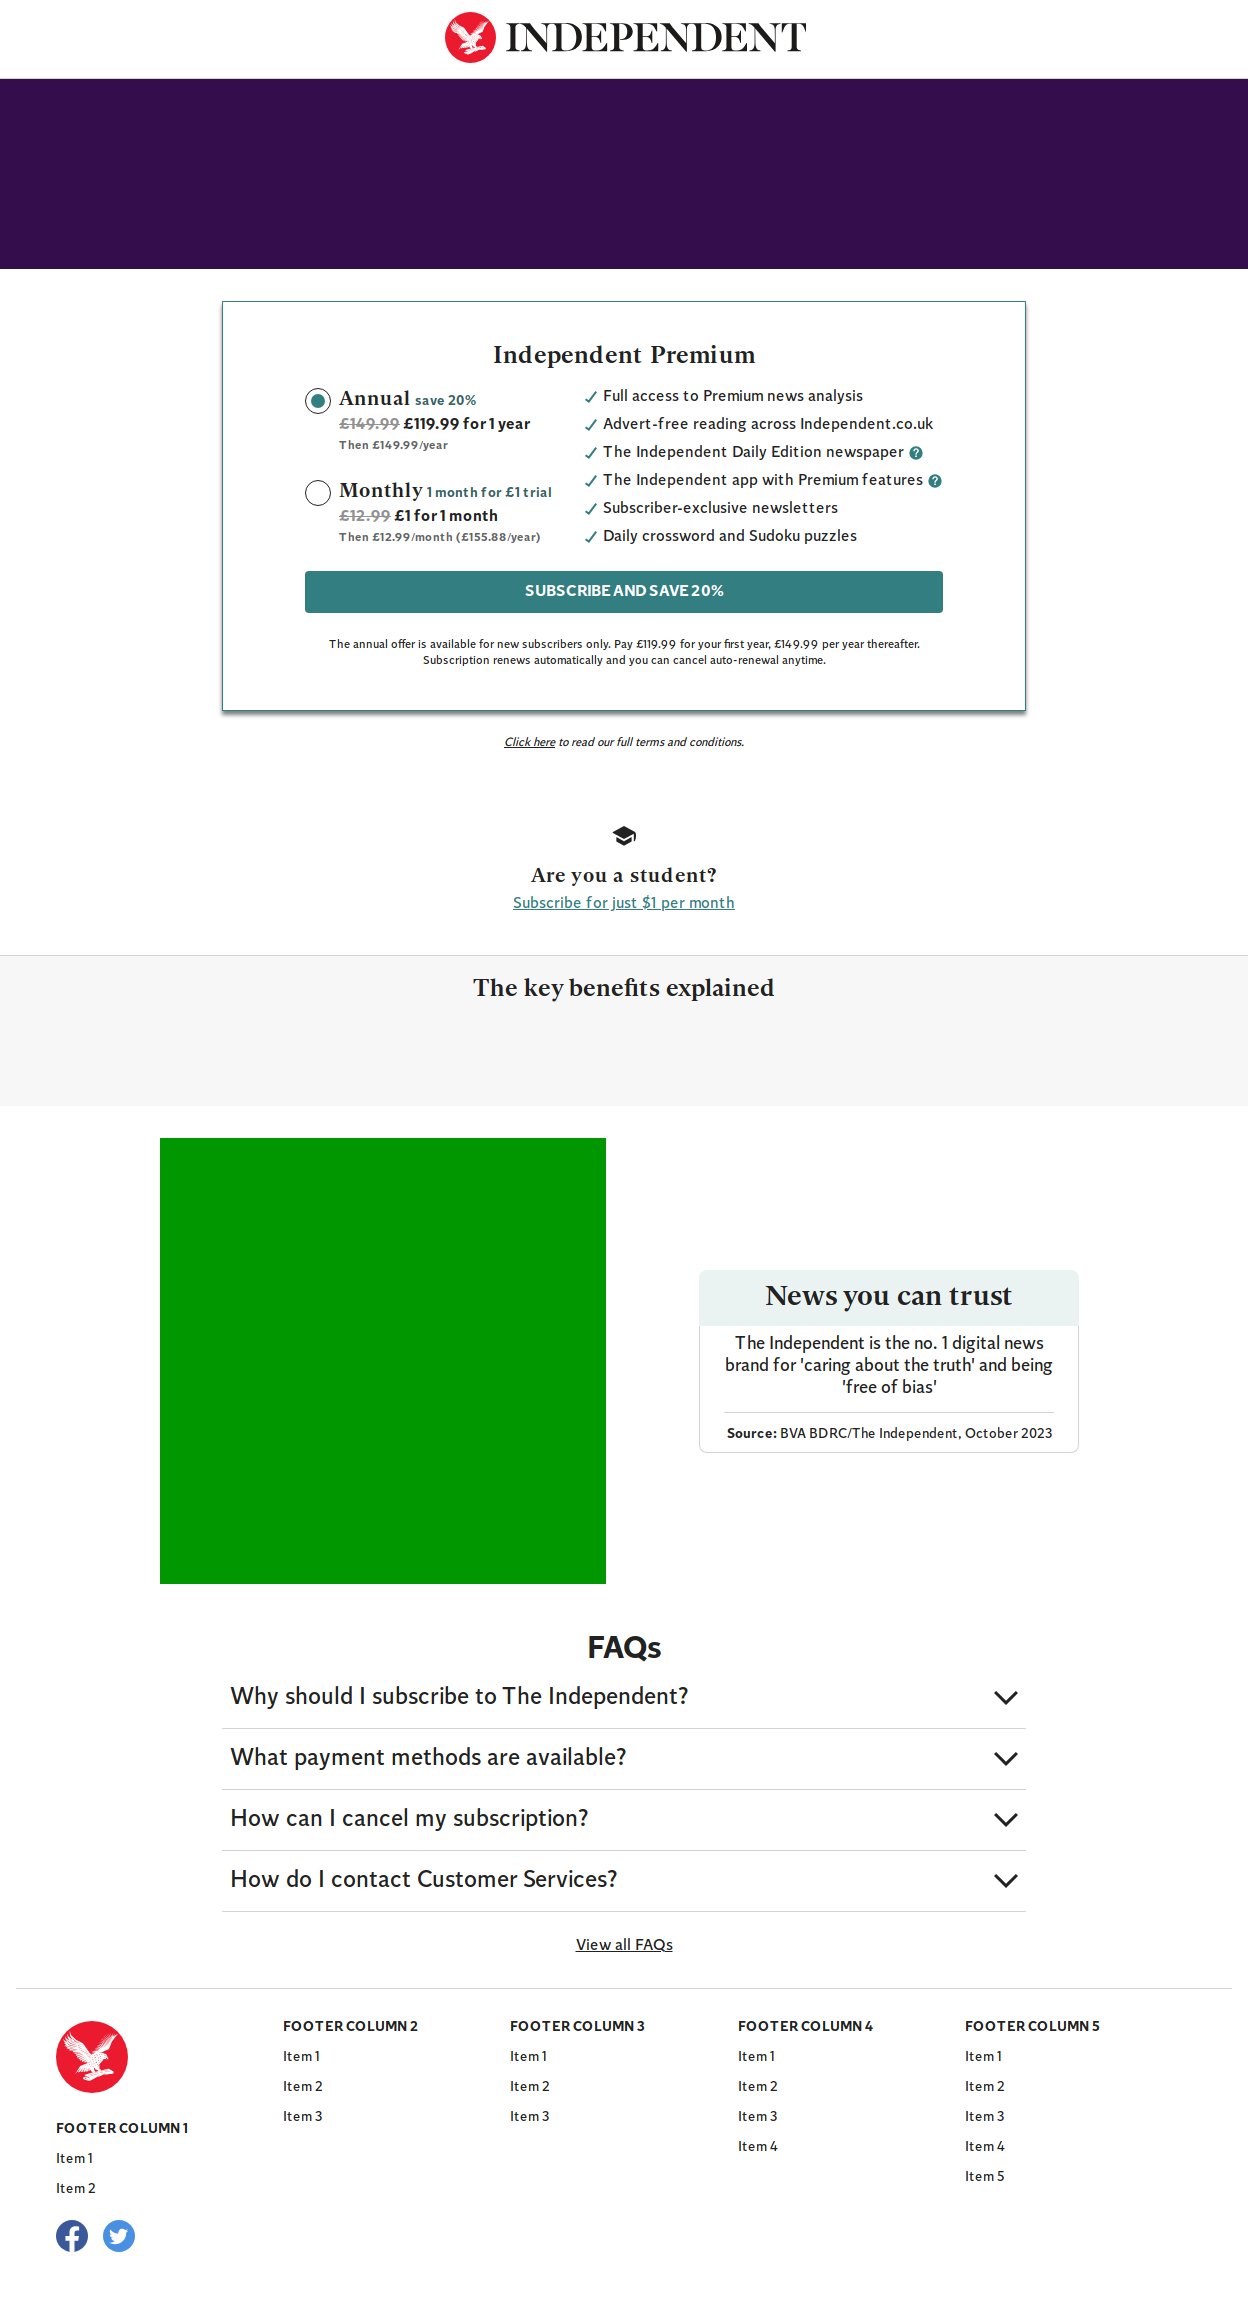 INDEPENDENT
Independent Premium
Annual save 20%
£149.99 £119.99 for 1 year
Then £149.99/year
Monthly 1 month for £1 trial
£12.99 £1 for 1 month
Then £12.99/month (£155.88/year)
Full access to Premium news analysis
Advert-free reading across Independent.co.uk
The Independent Daily Edition newspaper ?
The Independent app with Premium features ?
Subscriber-exclusive newsletters
Daily crossword and Sudoku puzzles
SUBSCRIBE AND SAVE 20%
The annual offer is available for new subscribers only. Pay £119.99 for your first year, £149.99 per year thereafter.
Subscription renews automatically and you can cancel auto-renewal anytime.
Click here to read our full terms and conditions.
Are you a student?
Subscribe for just $1 per month
The key benefits explained
News you can trust
The Independent is the no. 1 digital news
brand for 'caring about the truth' and being
'free of bias'
Source: BVA BDRC/The Independent, October 2023
FAQs
Why should I subscribe to The Independent?
What payment methods are available?
How can I cancel my subscription?
How do I contact Customer Services?
View all FAQs
FOOTER COLUMN 1
Item 1
Item 2
FOOTER COLUMN 2
Item 1
Item 2
Item 3
FOOTER COLUMN 3
Item 1
Item 2
Item 3
FOOTER COLUMN 4
Item 1
Item 2
Item 3
Item 4
FOOTER COLUMN 5
Item 1
Item 2
Item 3
Item 4
Item 5